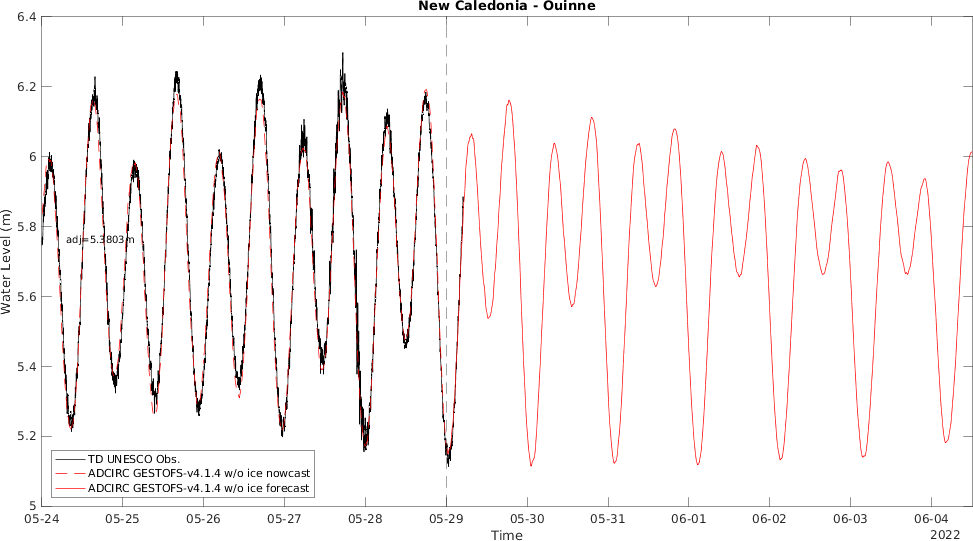 New Caledonia - Ouinne
6.4
6.2
6
5.8
5.6
5.4
5.2
5
Water Level (m)
adj=5.3803m
TD UNESCO Obs.
ADCIRC GESTOFS-v4.1.4 w/o ice nowcast
ADCIRC GESTOFS-v4.1.4 w/o ice forecast
05-24 05-25 05-26 05-27 05-28 05-29 05-30 05-31 06-01 06-02 06-03 06-04
Time
2022